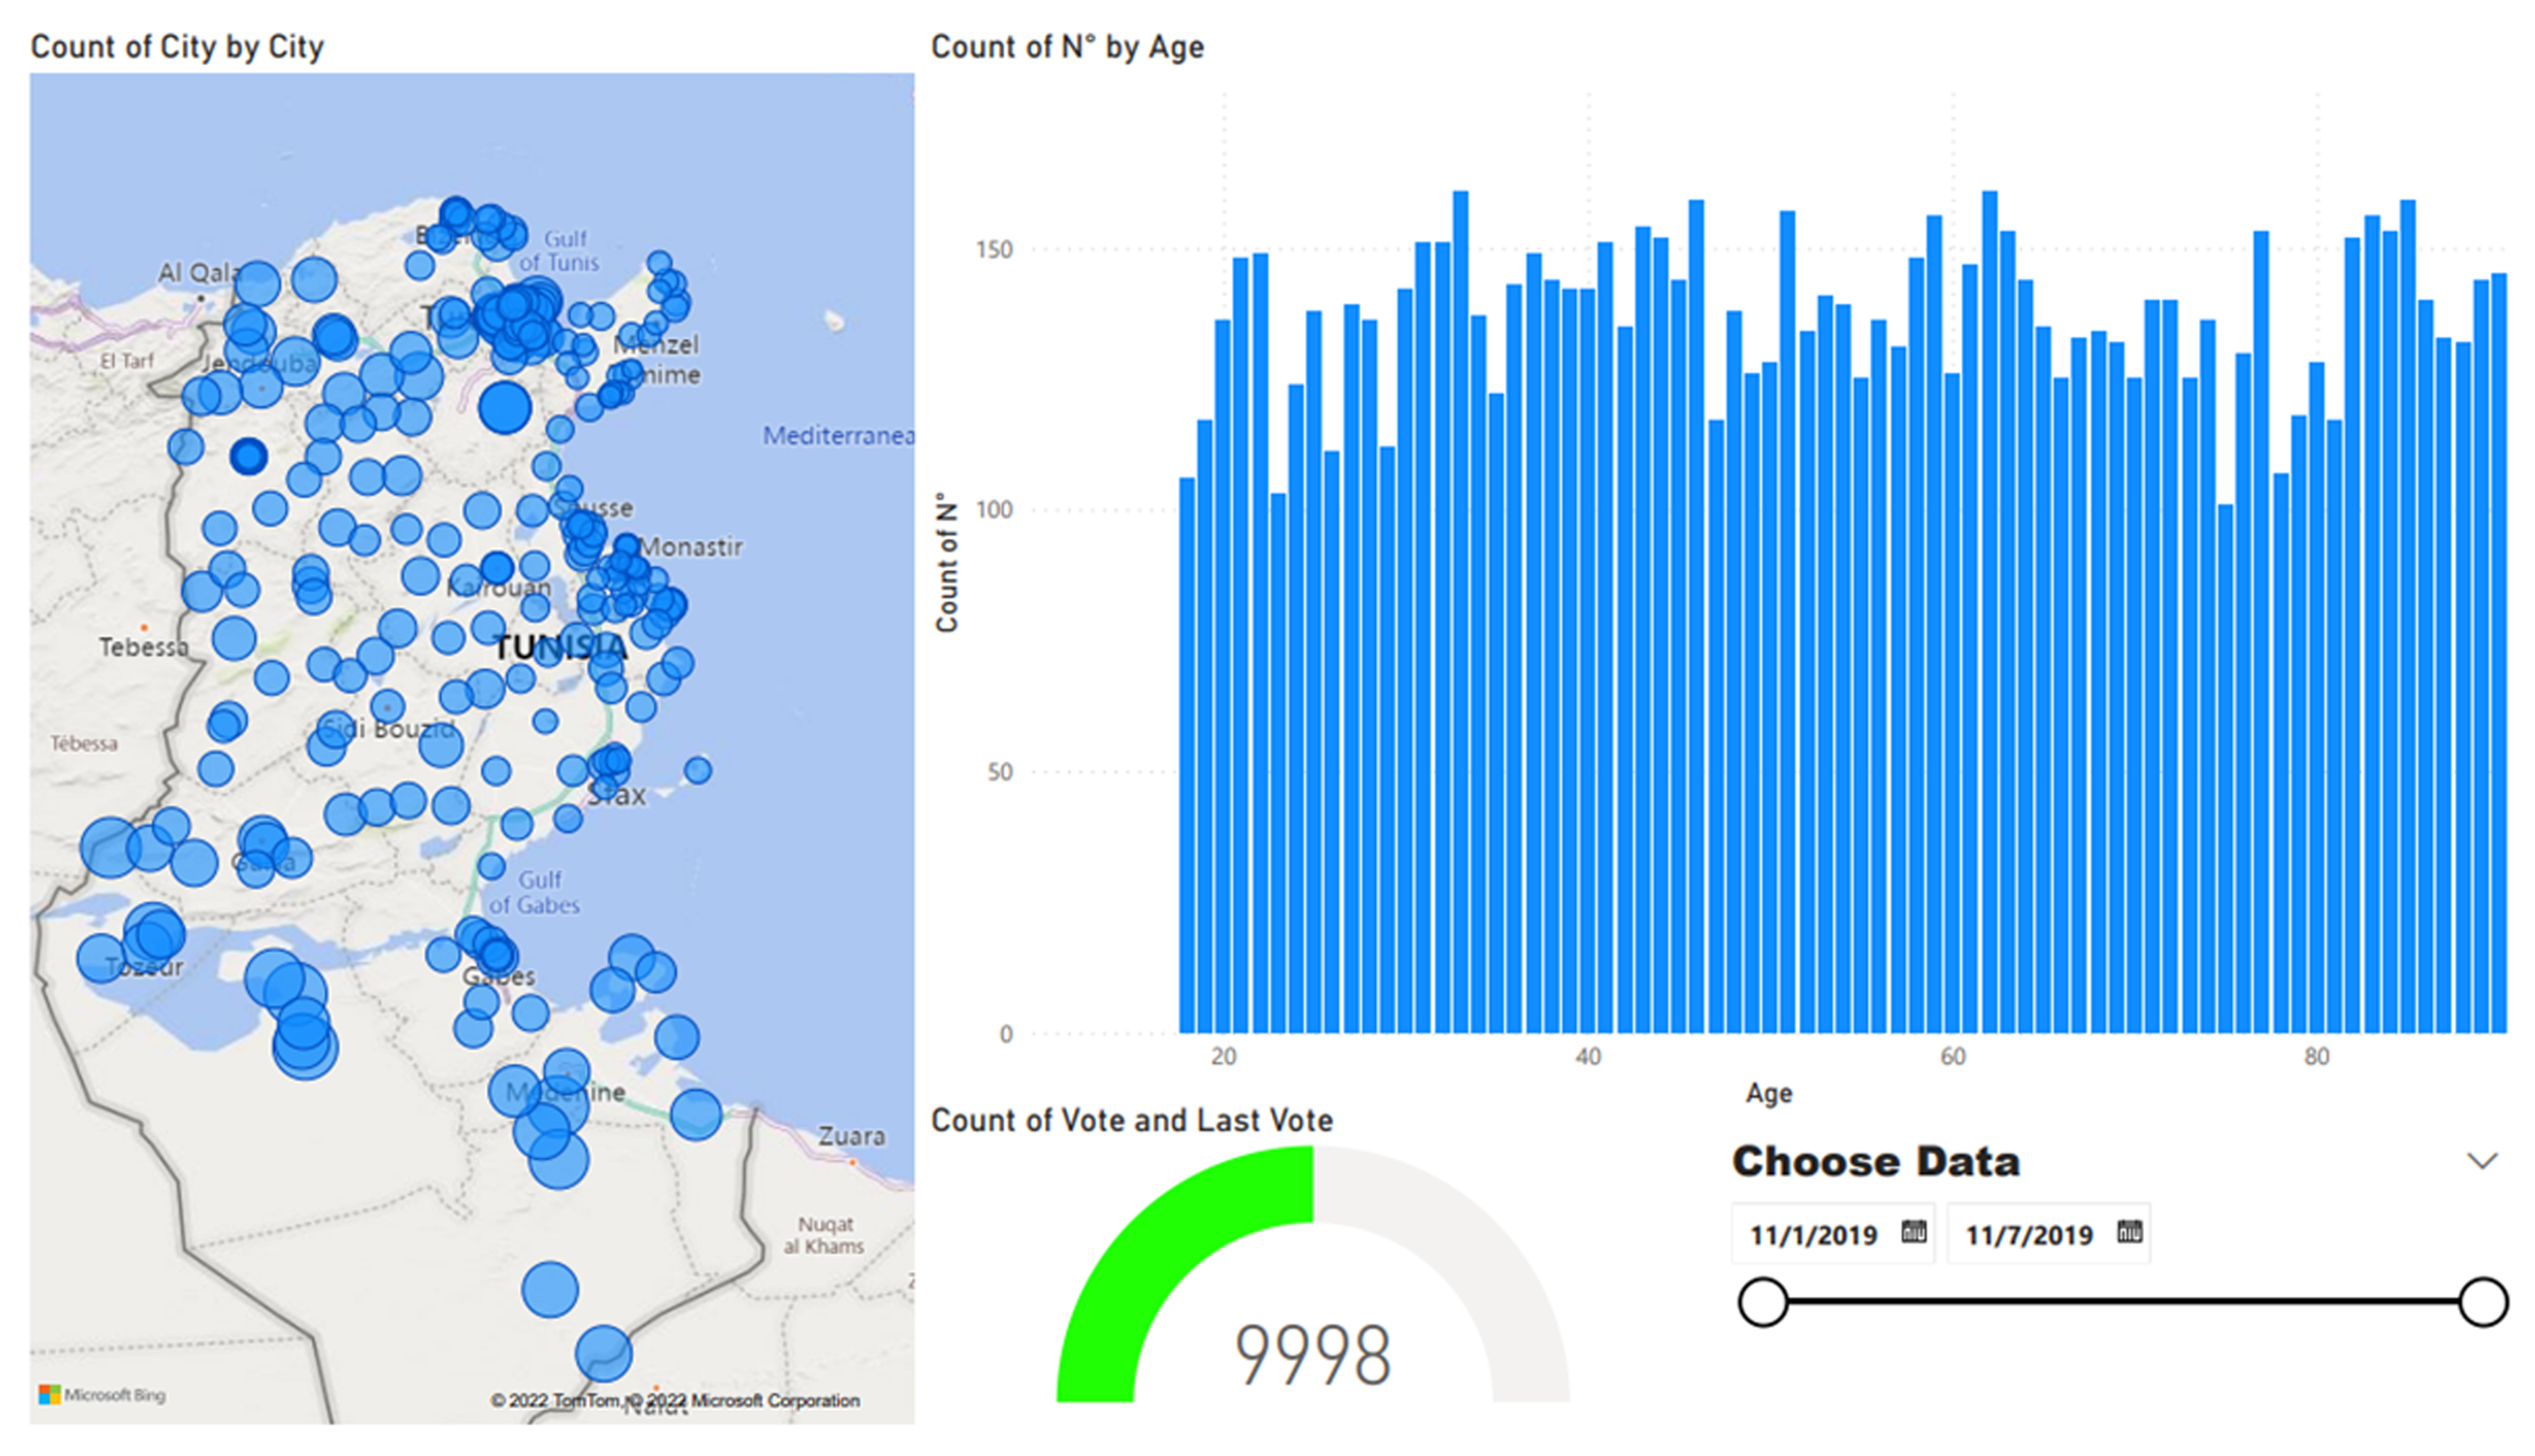 Count of City by City
Al Qala
El Tarf
Gulf
of Tunis
Menzel
Jendouba
Mediterranea
Sousse
Monastir
Kairouan
TUNISIA
Tebessa
Tébessa
Sidi Bouzid
Sfax
Gulf
of Gabes
Tozeur
Gabes
Medenine
Zuara
Nuqat
al Khams
Microsoft Bing
© 2022 TomTom, © 2022 Microsoft Corporation
Count of N° by Age
150
100
50
0
Count of N°
20 40 60 80
Age
Count of Vote and Last Vote
9998
Choose Data
11/1/2019 11/7/2019